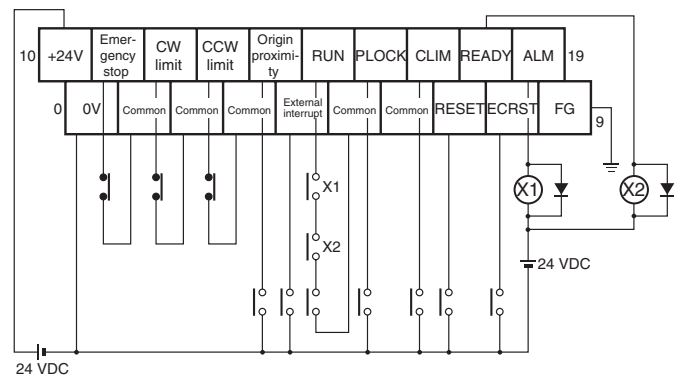 10
+24V
Emer-
gency
stop
CW
limit
CCW
limit
Origin
proximi-
ty
RUN
PLOCK
CLIM
READY
ALM
19
0
0V
Common
Common
Common
External
interrupt
Common
Common
RESET
ECRST
FG
9
X1
X2
X1
X2
24 VDC
24 VDC